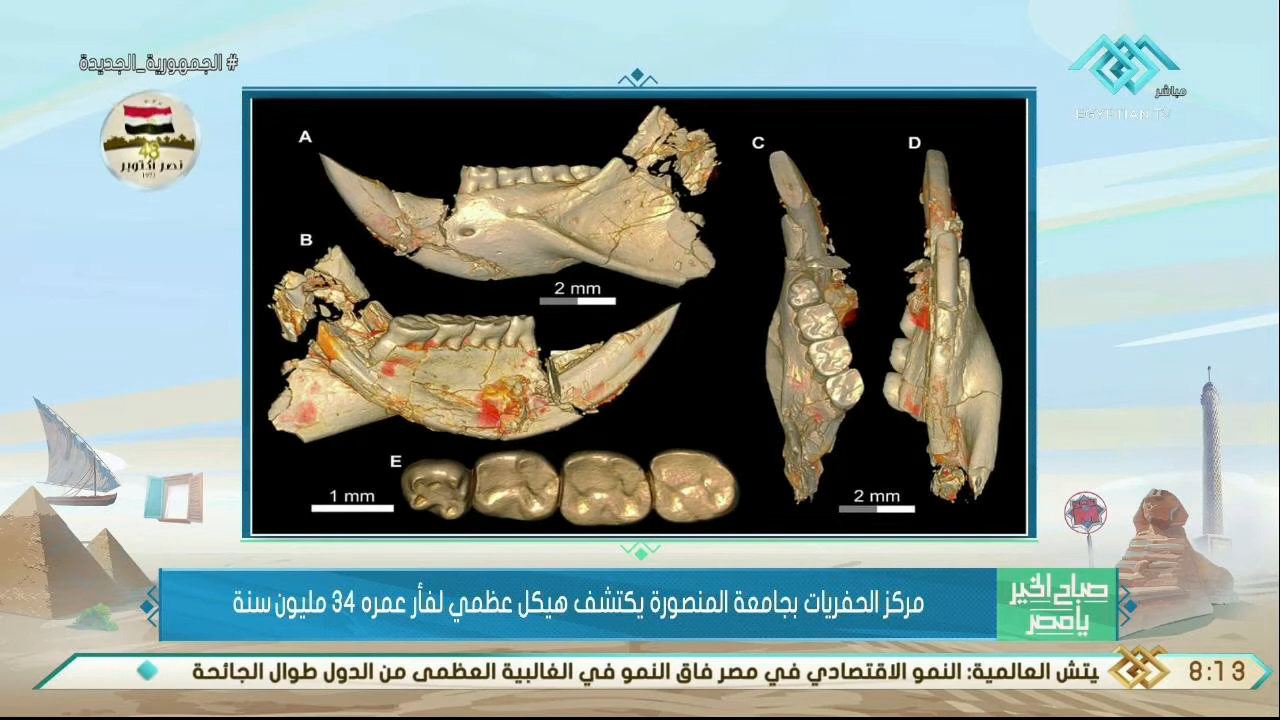 # الجمهورية_الجديدة
48
نصر أكتوبر
1973
مباشر
EGYPTIAN TV
A
B
C
D
E
2 mm
1 mm
2 mm
صباح الخير
يا مصر
مركز الحفريات بجامعة المنصورة يكتشف هيكل عظمي لفأر عمره 34 مليون سنة
8:13
يتش العالمية: النمو الاقتصادي في مصر فاق النمو في الغالبية العظمى من الدول طوال الجائحة